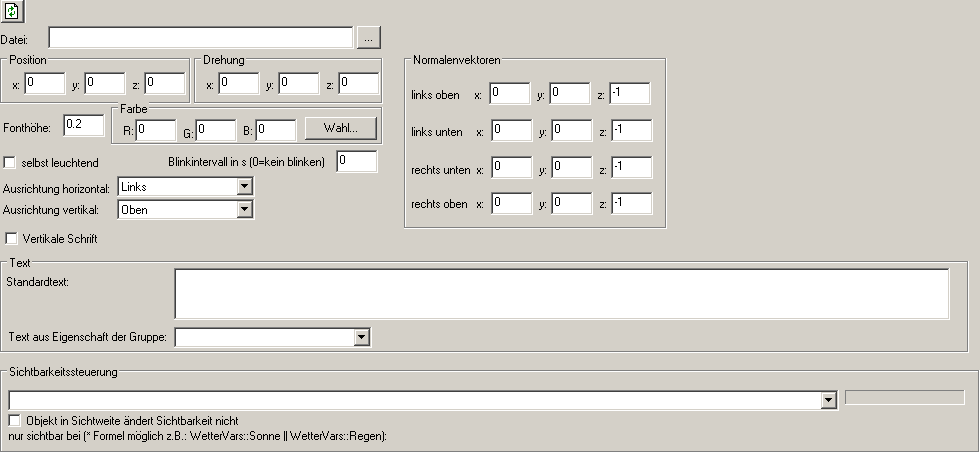 Datei: ...
Position Drehung Normalenvektoren
x: 0 y: 0 z: 0 x: 0 y: 0 z: 0
links oben x: 0 y: 0 z: -1
Fonthöhe: 0.2 Farbe R: 0 G: 0 B: 0 Wahl...
links unten x: 0 y: 0 z: -1
selbst leuchtend Blinkintervall in s (0=kein blinken) 0
rechts unten x: 0 y: 0 z: -1
Ausrichtung horizontal: Links
rechts oben x: 0 y: 0 z: -1
Ausrichtung vertikal: Oben
Vertikale Schrift
Text
Standardtext:
Text aus Eigenschaft der Gruppe:
Sichtbarkeitssteuerung
Objekt in Sichtweite ändert Sichtbarkeit nicht
nur sichtbar bei (* Formel möglich z.B.: WetterVars::Sonne || WetterVars::Regen):